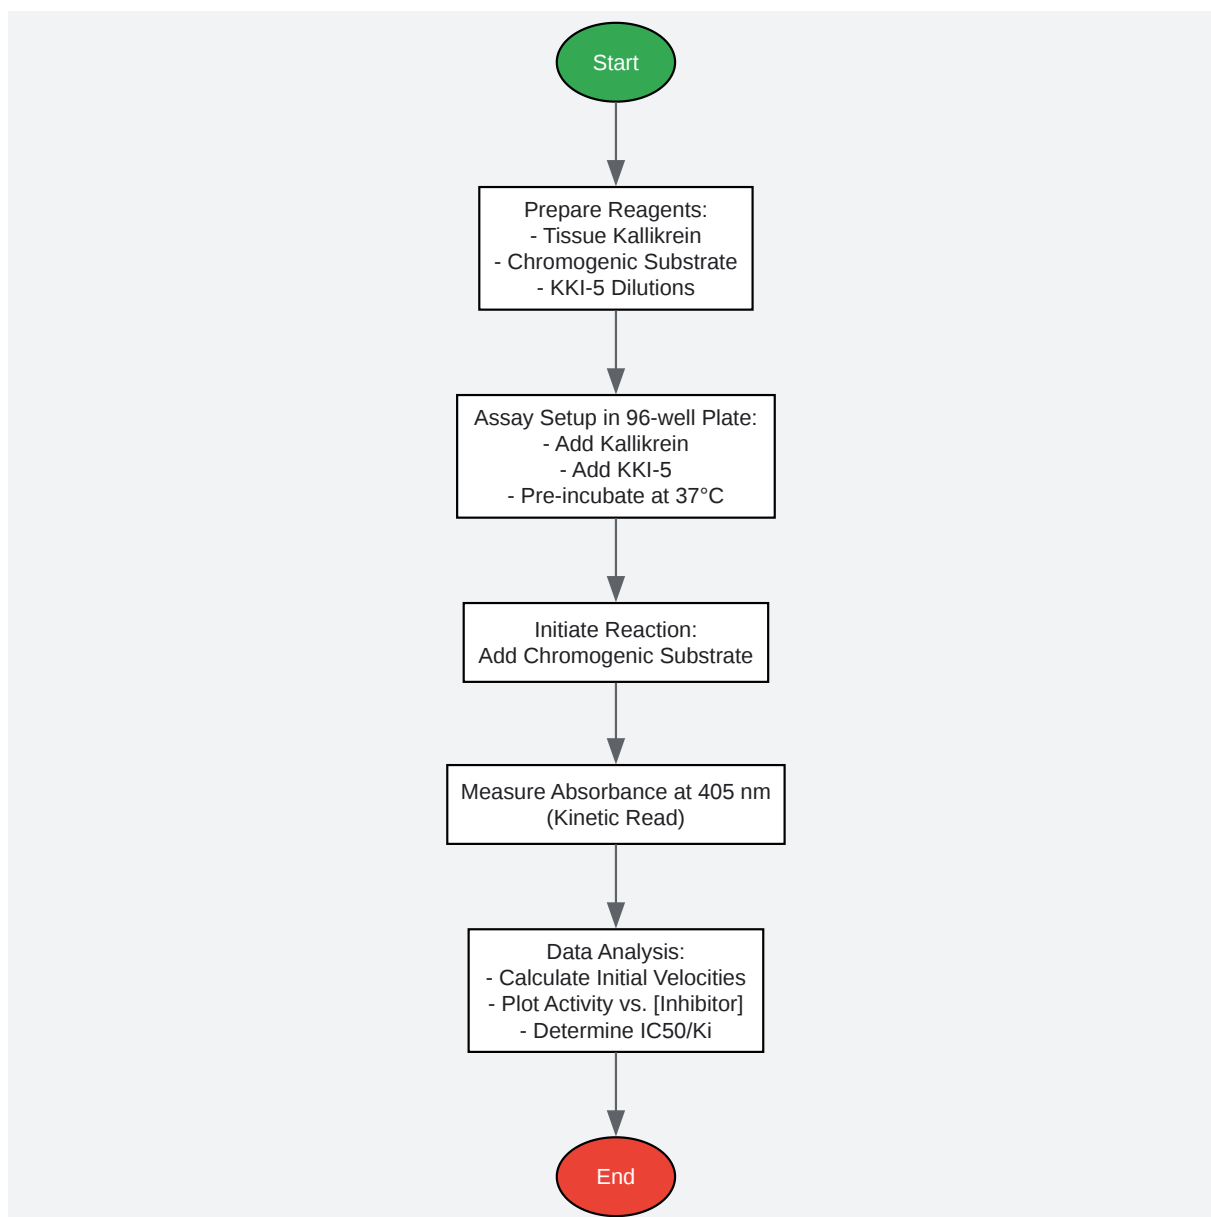 Start
Prepare Reagents:
- Tissue Kallikrein
- Chromogenic Substrate
- KKI-5 Dilutions
Assay Setup in 96-well Plate:
- Add Kallikrein
- Add KKI-5
- Pre-incubate at 37°C
Initiate Reaction:
Add Chromogenic Substrate
Measure Absorbance at 405 nm
(Kinetic Read)
Data Analysis:
- Calculate Initial Velocities
- Plot Activity vs. [Inhibitor]
- Determine IC50/Ki
End